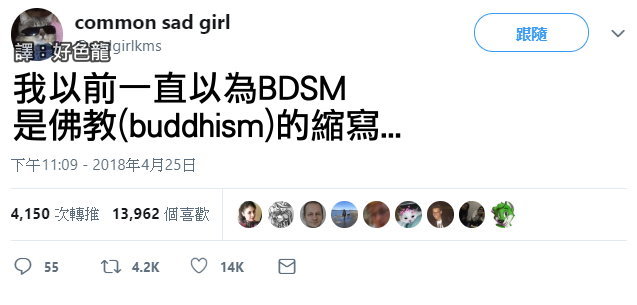 common sad girl
譯：好色龍
girlkms
跟隨
我以前一直以為BDSM
是佛教(buddhism)的縮寫...
下午11:09 - 2018年4月25日
4,150 次轉推 13,962 個喜歡
55 4.2K 14K